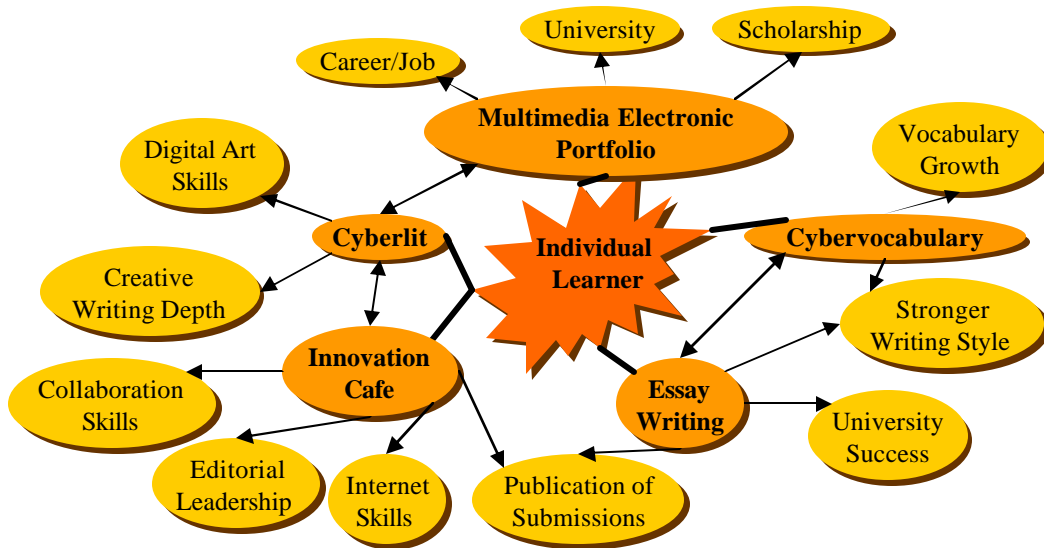 University
Scholarship
Career/Job
Multimedia Electronic
Portfolio
Vocabulary
Growth
Digital Art
Skills
Cyberlit
Individual
Learner
Cybervocabulary
Creative
Writing Depth
Stronger
Writing Style
Innovation
Cafe
Essay
Writing
Collaboration
Skills
University
Success
Editorial
Leadership
Internet
Skills
Publication of
Submissions